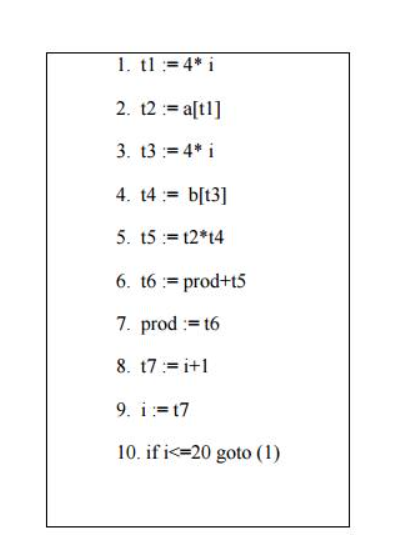 1. t1 := 4* i
2. t2 := a[t1]
3. t3 := 4* i
4. t4 := b[t3]
5. t5 := t2*t4
6. t6 := prod+t5
7. prod := t6
8. t7 := i+1
9. i := t7
10. if i<=20 goto (1)